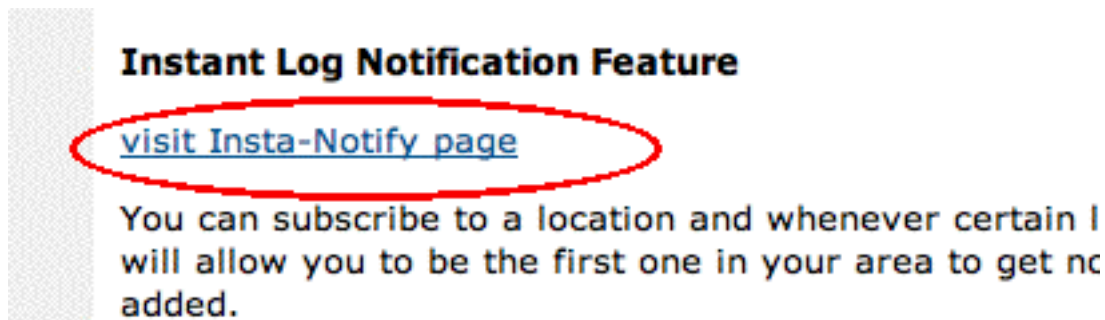 Instant Log Notification Feature
visit Insta-Notify page
You can subscribe to a location and whenever certain
will allow you to be the first one in your area to get
added.